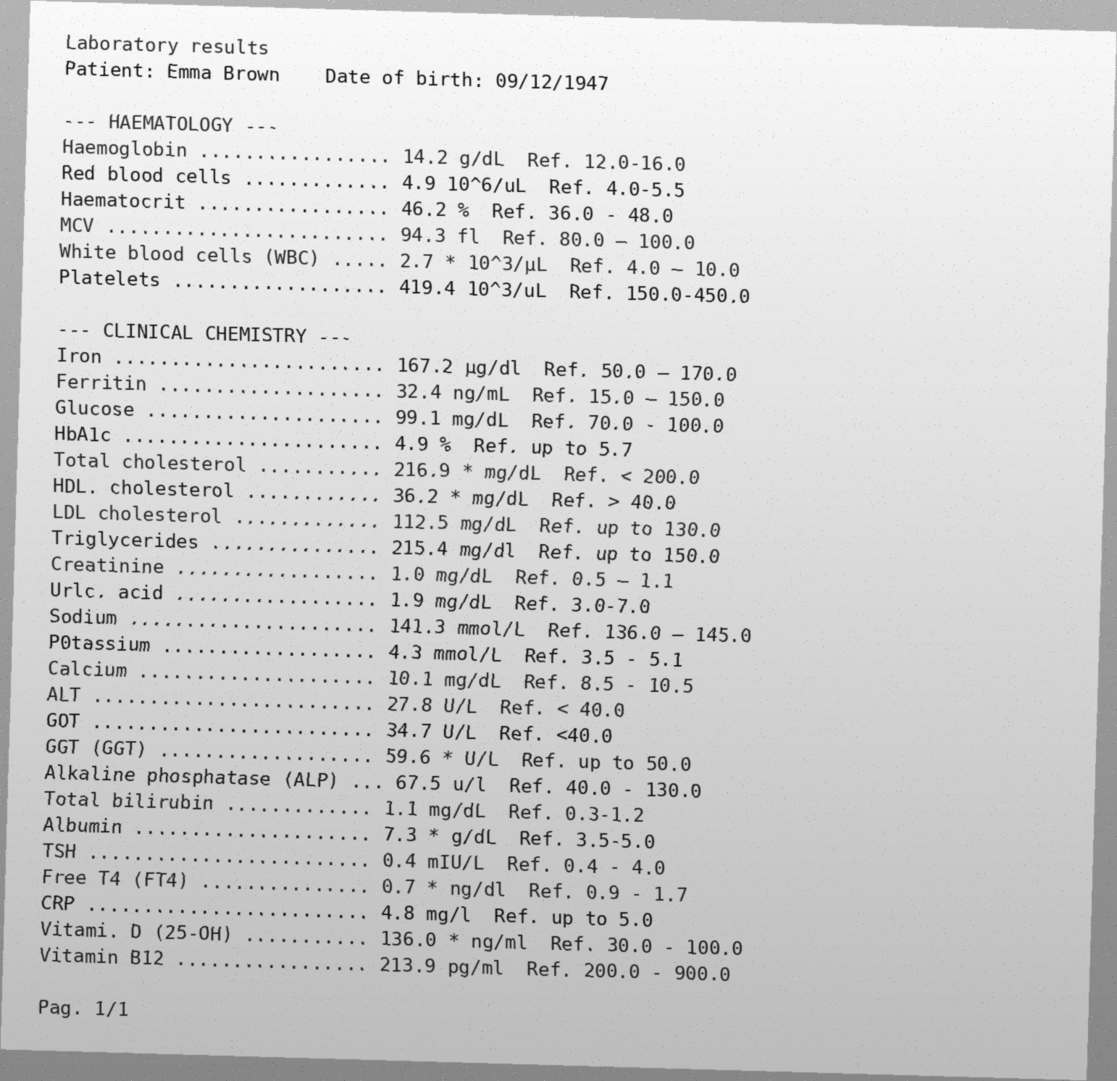 Laboratory results
Patient: Emma Brown    Date of birth: 09/12/1947

--- HAEMATOLOGY ---
Haemoglobin ................. 14.2 g/dL  Ref. 12.0-16.0
Red blood cells ............. 4.9 10^6/uL  Ref. 4.0-5.5
Haematocrit ................. 46.2 %  Ref. 36.0 - 48.0
MCV ......................... 94.3 fl  Ref. 80.0 – 100.0
White blood cells (WBC) ..... 2.7 * 10^3/µL  Ref. 4.0 – 10.0
Platelets ................... 419.4 10^3/uL  Ref. 150.0-450.0

--- CLINICAL CHEMISTRY ---
Iron ........................ 167.2 µg/dl  Ref. 50.0 – 170.0
Ferritin .................... 32.4 ng/mL  Ref. 15.0 – 150.0
Glucose ..................... 99.1 mg/dL  Ref. 70.0 - 100.0
HbA1c ....................... 4.9 %  Ref. up to 5.7
Total cholesterol ........... 216.9 * mg/dL  Ref. < 200.0
HDL. cholesterol ............ 36.2 * mg/dL  Ref. > 40.0
LDL cholesterol ............. 112.5 mg/dL  Ref. up to 130.0
Triglycerides ............... 215.4 mg/dl  Ref. up to 150.0
Creatinine .................. 1.0 mg/dL  Ref. 0.5 – 1.1
Urlc. acid .................. 1.9 mg/dL  Ref. 3.0-7.0
Sodium ...................... 141.3 mmol/L  Ref. 136.0 – 145.0
P0tassium ................... 4.3 mmol/L  Ref. 3.5 - 5.1
Calcium ..................... 10.1 mg/dL  Ref. 8.5 - 10.5
ALT ......................... 27.8 U/L  Ref. < 40.0
GOT ......................... 34.7 U/L  Ref. <40.0
GGT (GGT) ................... 59.6 * U/L  Ref. up to 50.0
Alkaline phosphatase (ALP) ... 67.5 u/l  Ref. 40.0 - 130.0
Total bilirubin ............. 1.1 mg/dL  Ref. 0.3-1.2
Albumin ..................... 7.3 * g/dL  Ref. 3.5-5.0
TSH ......................... 0.4 mIU/L  Ref. 0.4 - 4.0
Free T4 (FT4) ............... 0.7 * ng/dl  Ref. 0.9 - 1.7
CRP ......................... 4.8 mg/l  Ref. up to 5.0
Vitami. D (25-OH) ........... 136.0 * ng/ml  Ref. 30.0 - 100.0
Vitamin B12 ................. 213.9 pg/ml  Ref. 200.0 - 900.0

Pag. 1/1